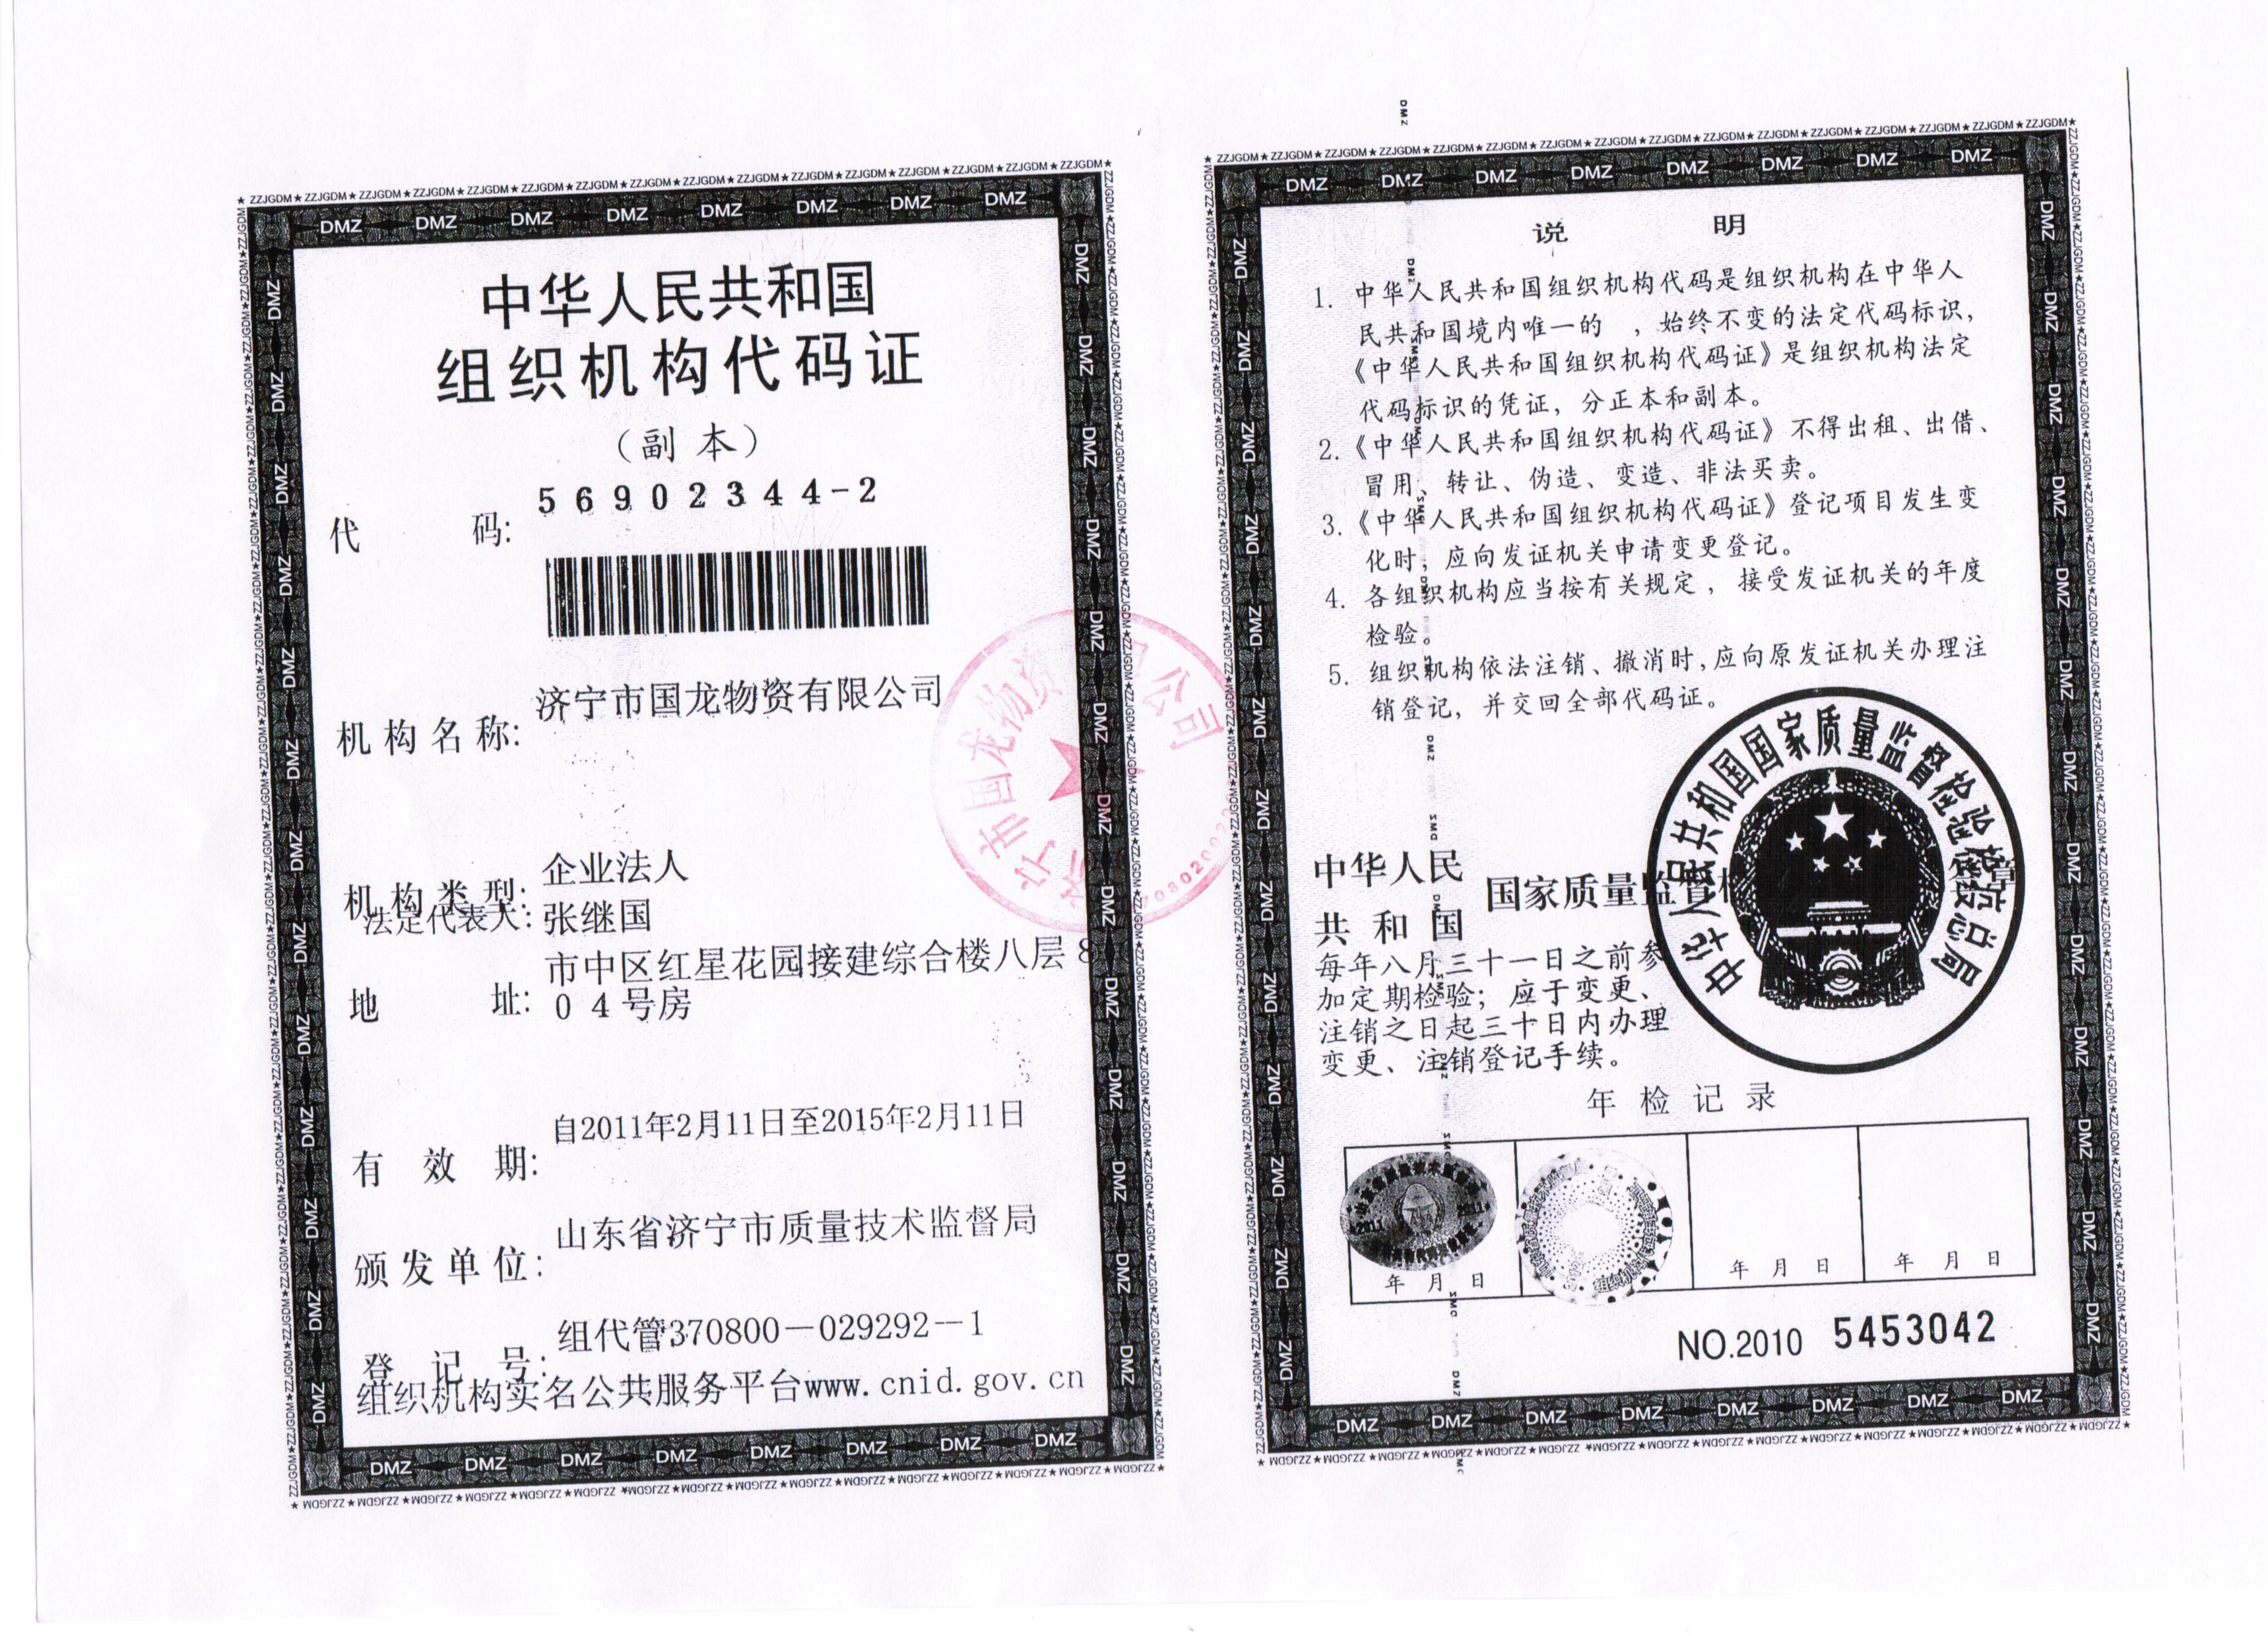 中华人民共和国
组织机构代码证
（副本）
代 码: 56902344-2
机构名称: 济宁市国龙物资有限公司
机构类型: 企业法人
法定代表人: 张继国
地 址: 市中区红星花园接建综合楼八层8
04号房
有 效 期: 自2011年2月11日至2015年2月11日
颁发单位: 山东省济宁市质量技术监督局
登 记 号: 组代管370800－029292－1
组织机构实名公共服务平台www.cnid.gov.cn
说 明
1. 中华人民共和国组织机构代码是组织机构在中华人
民共和国境内唯一的 ，始终不变的法定代码标识，
《中华人民共和国组织机构代码证》是组织机构法定
代码标识的凭证，分正本和副本。
2.《中华人民共和国组织机构代码证》不得出租、出借、
冒用、转让、伪造、变造、非法买卖。
3.《中华人民共和国组织机构代码证》登记项目发生变
化时，应向发证机关申请变更登记。
4. 各组织机构应当按有关规定，接受发证机关的年度
检验。
5. 组织机构依法注销、撤消时，应向原发证机关办理注
销登记，并交回全部代码证。
中华人民
共和国 国家质量监督
中华人民共和国国家质量监督检验检疫总局
每年八月三十一日之前参
加定期检验；应于变更、
注销之日起三十日内办理
变更、注销登记手续。
年检记录
2011 2011
年 月 日 年 月 日 年 月 日
NO.2010 5453042